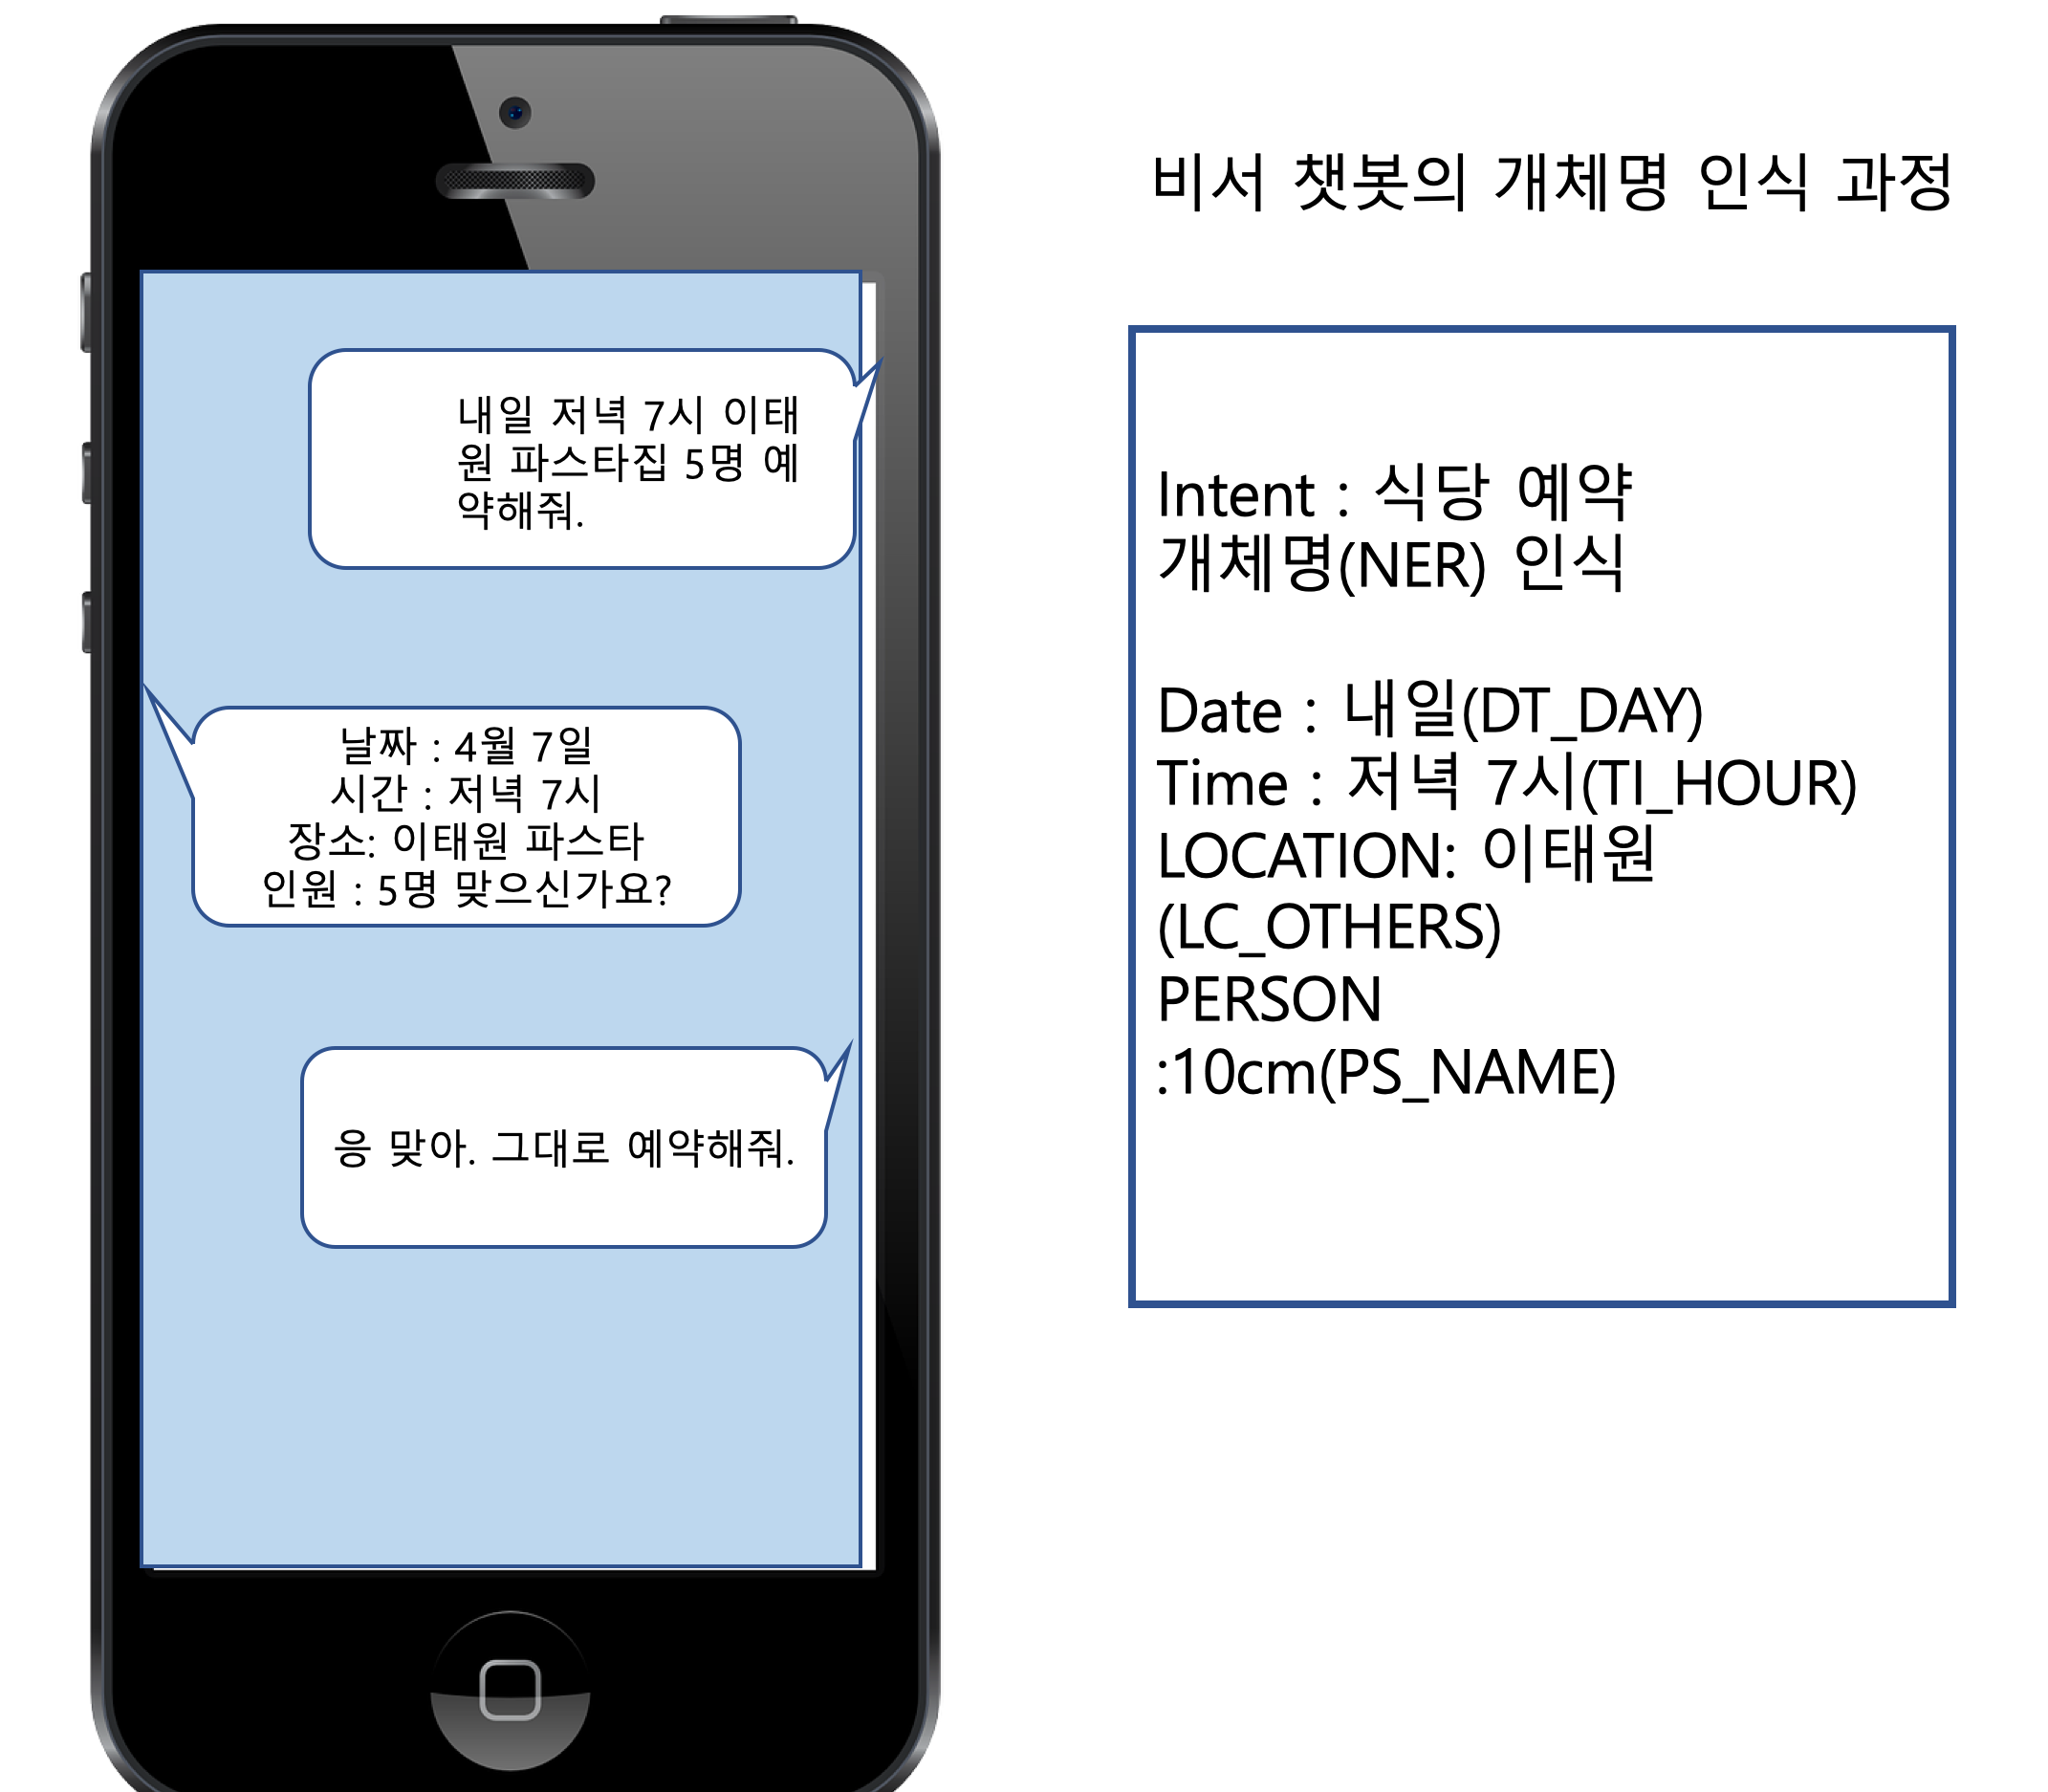 비서 챗봇의 개체명 인식 과정
내일 저녁 7시 이태
원 파스타집 5명 예
약해줘.
날짜 : 4월 7일
시간 : 저녁 7시
장소: 이태원 파스타
인원 : 5명 맞으신가요?
응 맞아. 그대로 예약해줘.
Intent : 식당 예약
개체명(NER) 인식
Date : 내일(DT_DAY)
Time : 저녁 7시(TI_HOUR)
LOCATION: 이태원
(LC_OTHERS)
PERSON
:10cm(PS_NAME)